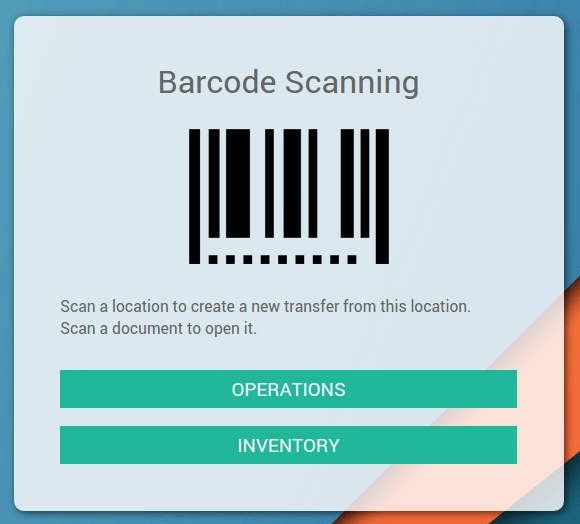 Barcode Scanning
Scan a location to create a new transfer from this location.
Scan a document to open it.
OPERATIONS
INVENTORY